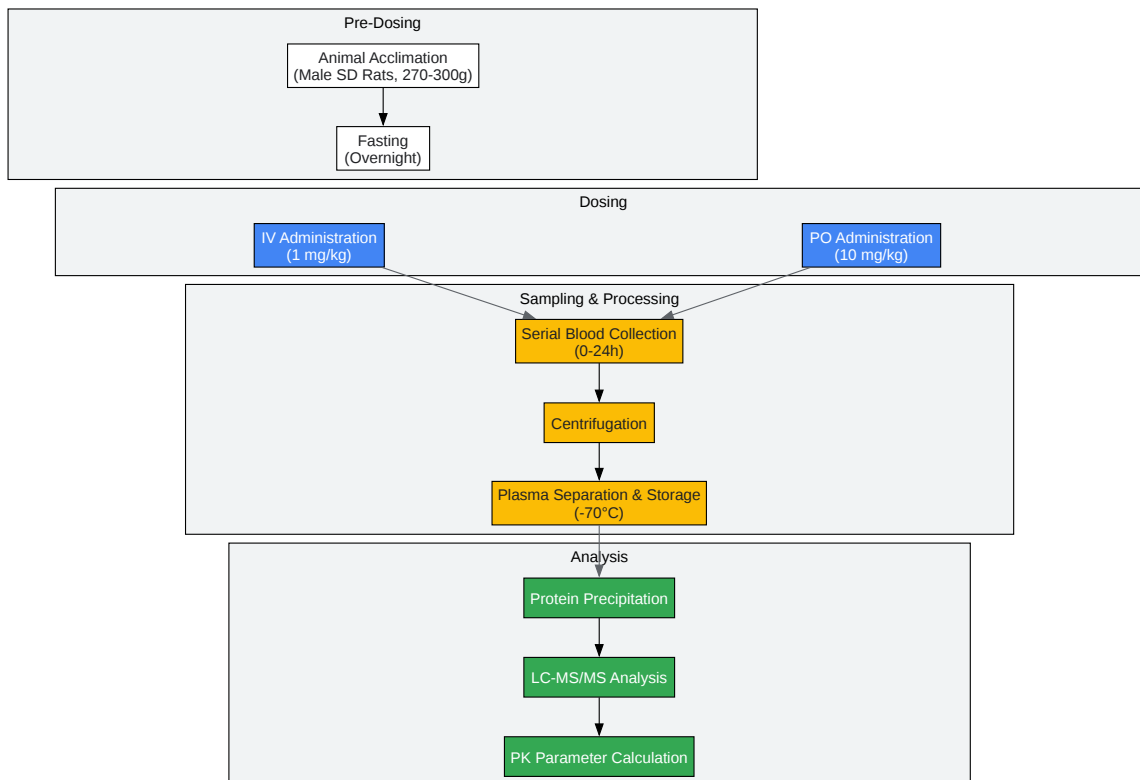 Pre-Dosing
Animal Acclimation
(Male SD Rats, 270-300g)
Fasting
(Overnight)
Dosing
IV Administration
(1 mg/kg)
PO Administration
(10 mg/kg)
Sampling & Processing
Serial Blood Collection
(0-24h)
Centrifugation
Plasma Separation & Storage
(-70°C)
Analysis
Protein Precipitation
LC-MS/MS Analysis
PK Parameter Calculation